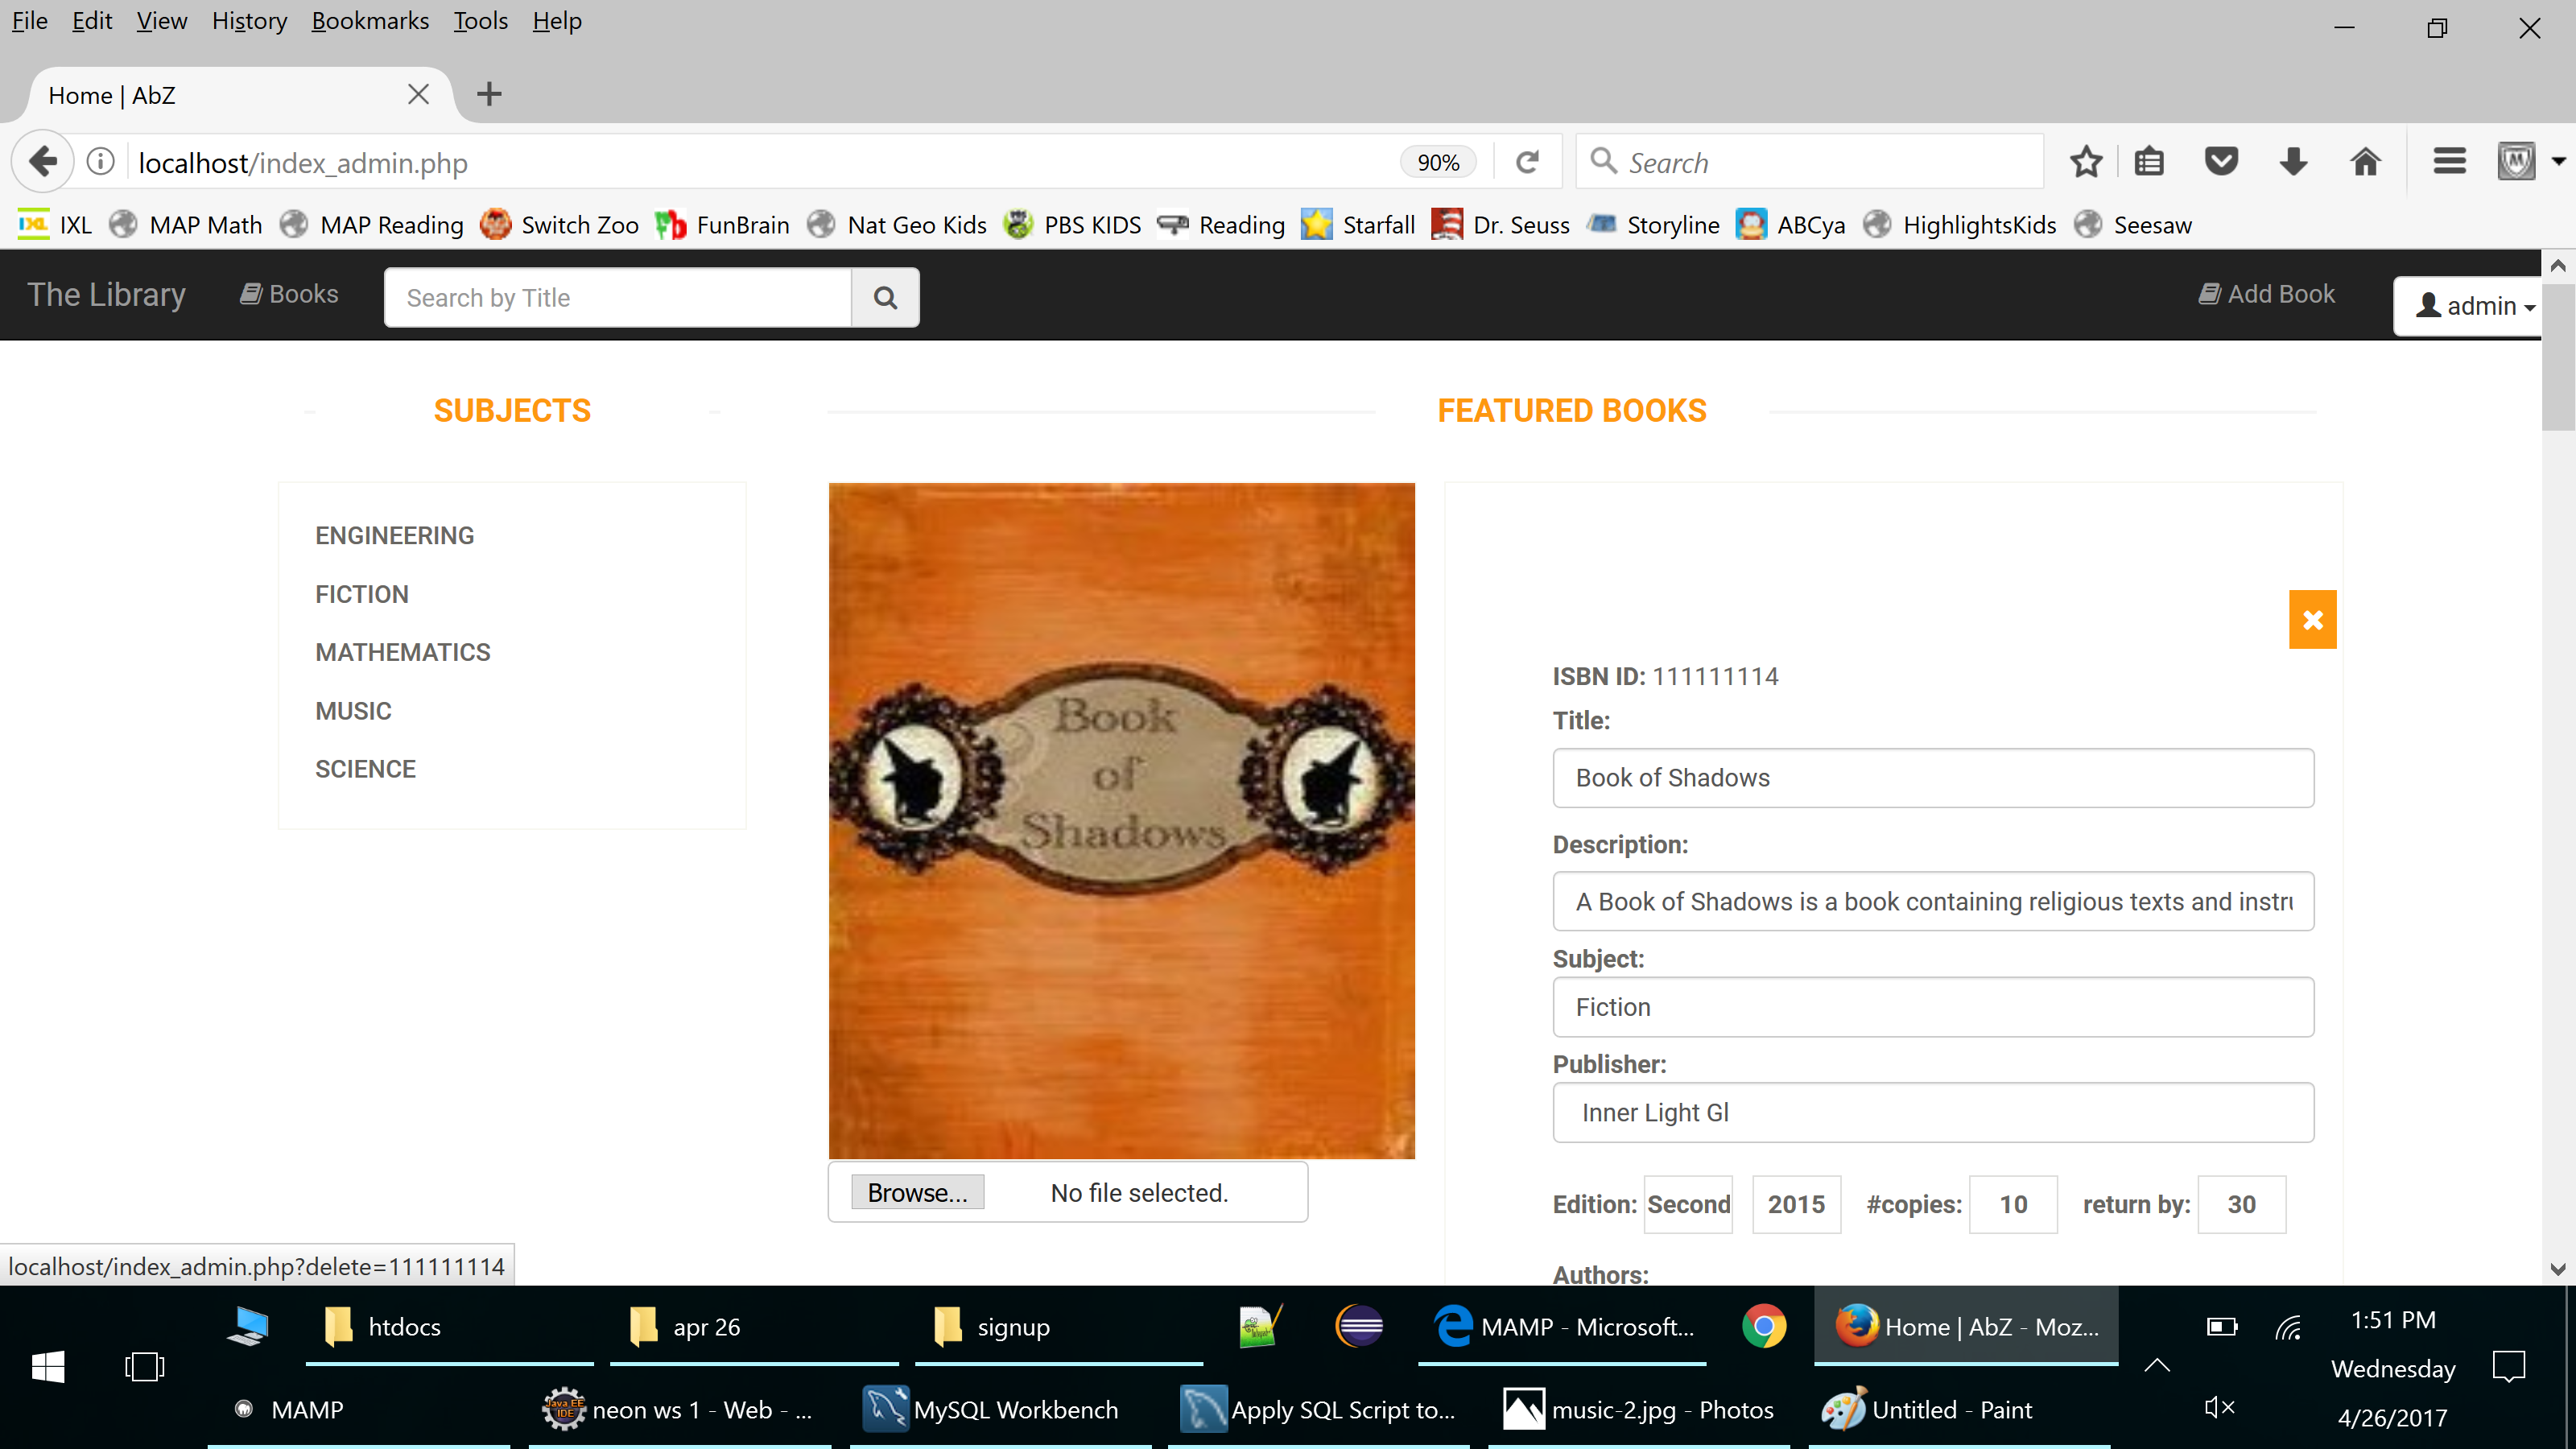 File Edit View History Bookmarks Tools Help
Home | AbZ
localhost/index_admin.php 90% Search
IXL MAP Math MAP Reading Switch Zoo FunBrain Nat Geo Kids PBS KIDS Reading Starfall Dr. Seuss Storyline ABCya HighlightsKids Seesaw
The Library Books Search by Title Add Book admin
SUBJECTS
FEATURED BOOKS
ENGINEERING
FICTION
MATHEMATICS
MUSIC
SCIENCE
Book
of
Shadows
Browse... No file selected.
ISBN ID: 111111114
Title:
Book of Shadows
Description:
A Book of Shadows is a book containing religious texts and instru
Subject:
Fiction
Publisher:
Inner Light Gl
Edition: Second 2015 #copies: 10 return by: 30
Authors:
localhost/index_admin.php?delete=111111114
htdocs apr 26 signup MAMP - Microsoft... Home | AbZ - Moz...
MAMP neon ws 1 - Web - ... MySQL Workbench Apply SQL Script to... music-2.jpg - Photos Untitled - Paint
1:51 PM
Wednesday
4/26/2017